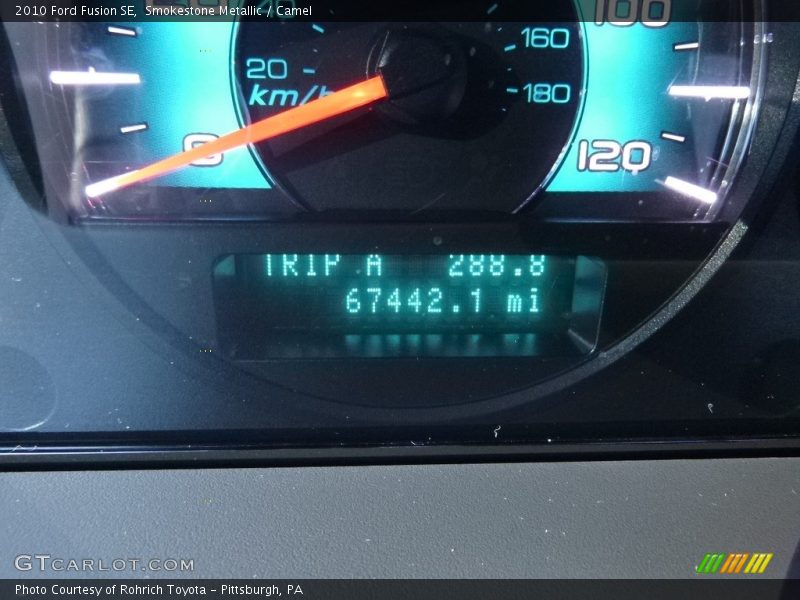 2010 Ford Fusion SE, Smokestone Metallic / Camel
100
160
20
km/h
180
0
120
TRIP A 288.8
67442.1 mi
GTCARLOT.COM
Photo Courtesy of Rohrich Toyota - Pittsburgh, PA